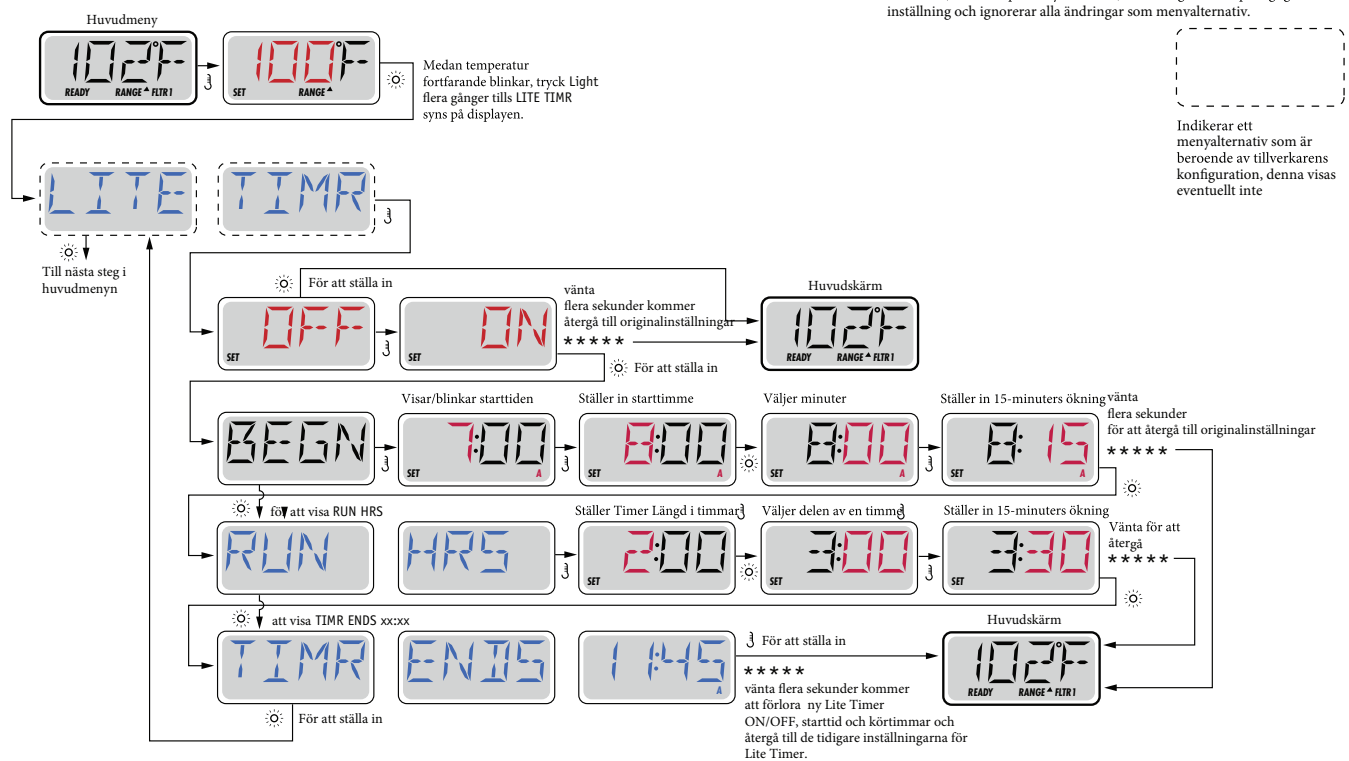 inställning och ignorerar alla ändringar som menyalternativ.
Huvudmeny
102°F
READY RANGE FLTR1
100°F
SET RANGE
Medan temperatur
fortfarande blinkar, tryck Light
flera gånger tills LITE TIMR
syns på displayen.
Indikerar ett
menyalternativ som är
beroende av tillverkarens
konfiguration, denna visas
eventuellt inte
LITE TIMR
Till nästa steg i
huvudmenyn
För att ställa in
OFF
SET
ON
SET
vänta
flera sekunder kommer
återgå till originalinställningar
*****
Huvudskärm
102°F
READY RANGE FLTR1
För att ställa in
BEGN
Visar/blinkar starttiden
7:00
SET A
Ställer in starttimme
8:00
SET A
Väljer minuter
8:00
SET A
Ställer in 15-minuters ökning
8:15
SET A
vänta
flera sekunder
för att återgå till originalinställningar
*****
för att visa RUN HRS
RUN HRS
Ställer Timer Längd i timmar
2:00
SET
Väljer delen av en timme
3:00
SET
Ställer in 15-minuters ökning
3:30
SET
Vänta för att
återgå
*****
att visa TIMR ENDS xx:xx
TIMR ENDS 11:45
A
För att ställa in
För att ställa in
*****
vänta flera sekunder kommer
att förlora ny Lite Timer
ON/OFF, starttid och körtimmar och
återgå till de tidigare inställningarna för
Lite Timer.
Huvudskärm
102°F
READY RANGE FLTR1